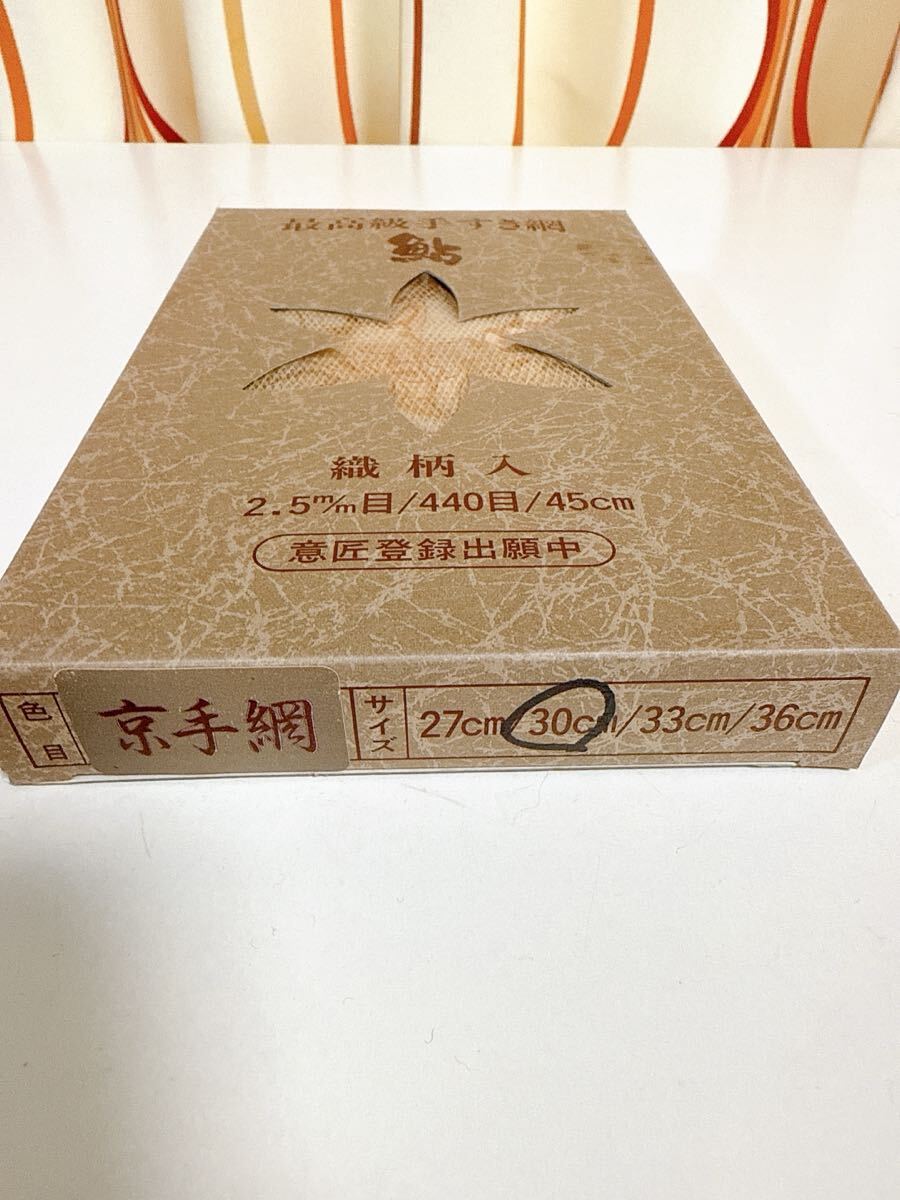 最高級手すき網
鮎
織柄入
2.5m/m目/440目/45cm
意匠登録出願中
色目
京手網
サイズ
27cm/30cm/33cm/36cm